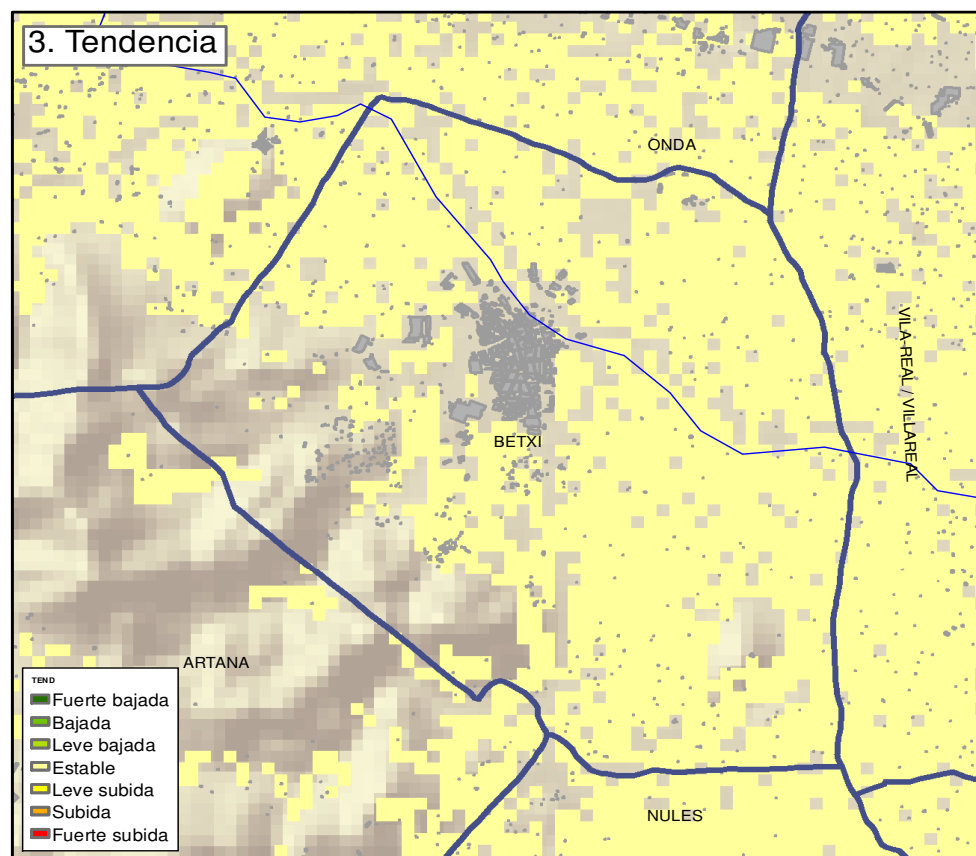 3. Tendencia
ONDA
VILA-REAL / VILLAREAL
BETXI
ARTANA
NULES
TEND
Fuerte bajada
Bajada
Leve bajada
Estable
Leve subida
Subida
Fuerte subida